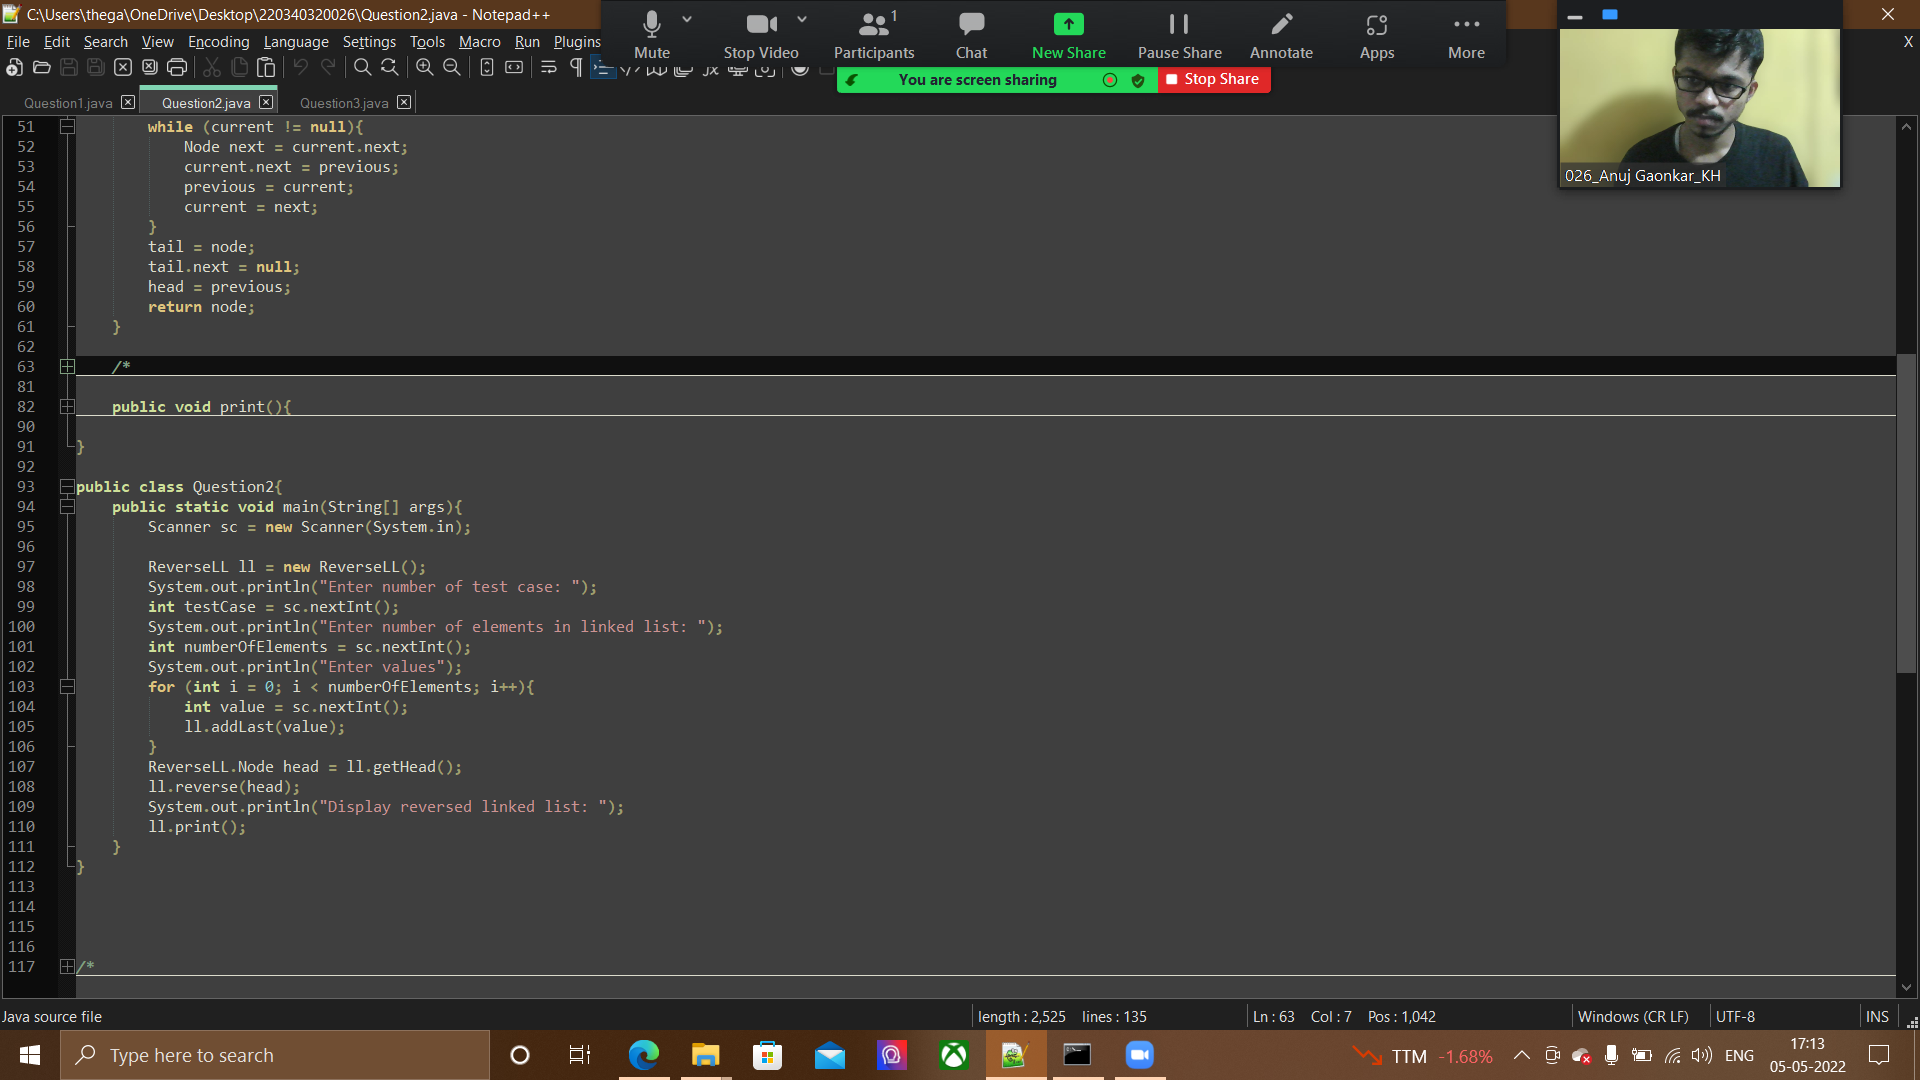 C:\Users\thega\OneDrive\Desktop\220340320026\Question2.java - Notepad++
File Edit Search View Encoding Language Settings Tools Macro Run Plugins
X
Mute Stop Video Participants 1 Chat New Share Pause Share Annotate Apps More
You are screen sharing Stop Share
026_Anuj Gaonkar_KH
Question1.java Question2.java Question3.java
51 while (current != null){
52 Node next = current.next;
53 current.next = previous;
54 previous = current;
55 current = next;
56 }
57 tail = node;
58 tail.next = null;
59 head = previous;
60 return node;
61 }
62
63 /*
81
82 public void print(){
90
91 }
92
93 public class Question2{
94 public static void main(String[] args){
95 Scanner sc = new Scanner(System.in);
96
97 ReverseLL ll = new ReverseLL();
98 System.out.println("Enter number of test case: ");
99 int testCase = sc.nextInt();
100 System.out.println("Enter number of elements in linked list: ");
101 int numberOfElements = sc.nextInt();
102 System.out.println("Enter values");
103 for (int i = 0; i < numberOfElements; i++){
104 int value = sc.nextInt();
105 ll.addLast(value);
106 }
107 ReverseLL.Node head = ll.getHead();
108 ll.reverse(head);
109 System.out.println("Display reversed linked list: ");
110 ll.print();
111 }
112 }
113
114
115
116
117 /*
Java source file length : 2,525 lines : 135 Ln : 63 Col : 7 Pos : 1,042 Windows (CR LF) UTF-8 INS
Type here to search TTM -1.68% ENG 17:13
05-05-2022